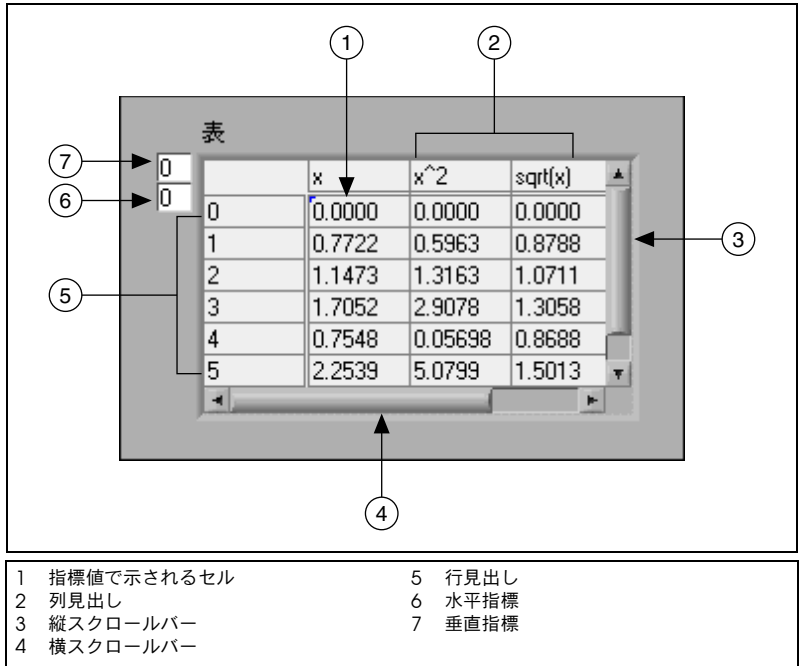 1 2
表
7 0
6 0
x x^2 sqrt(x)
0 0.0000 0.0000 0.0000
1 0.7722 0.5963 0.8788
3
2 1.1473 1.3163 1.0711
5
3 1.7052 2.9078 1.3058
4 0.7548 0.05698 0.8688
5 2.2539 5.0799 1.5013
4
1 指標値で示されるセル
2 列見出し
3 縦スクロールバー
4 横スクロールバー
5 行見出し
6 水平指標
7 垂直指標